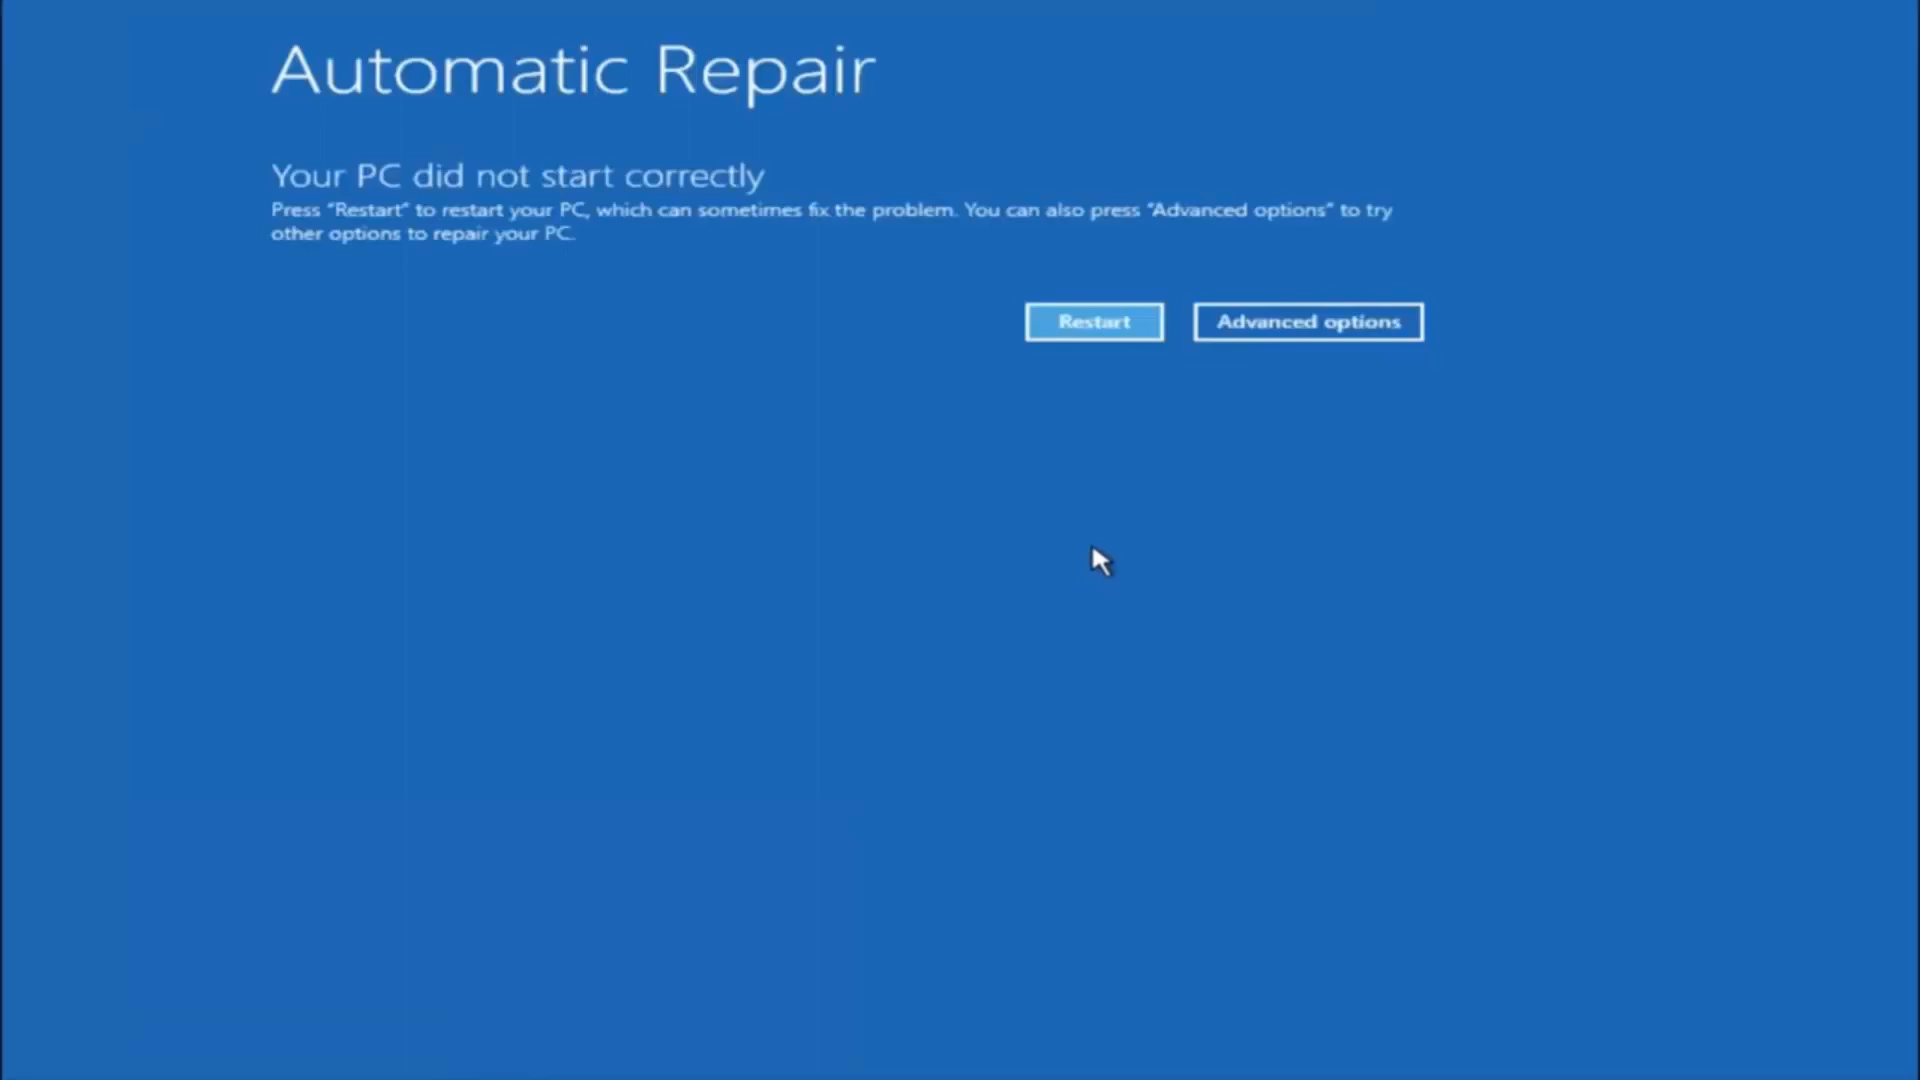 Automatic Repair
Your PC did not start correctly
Press “Restart” to restart your PC, which can sometimes fix the problem. You can also press “Advanced options” to try
other options to repair your PC.
Restart
Advanced options